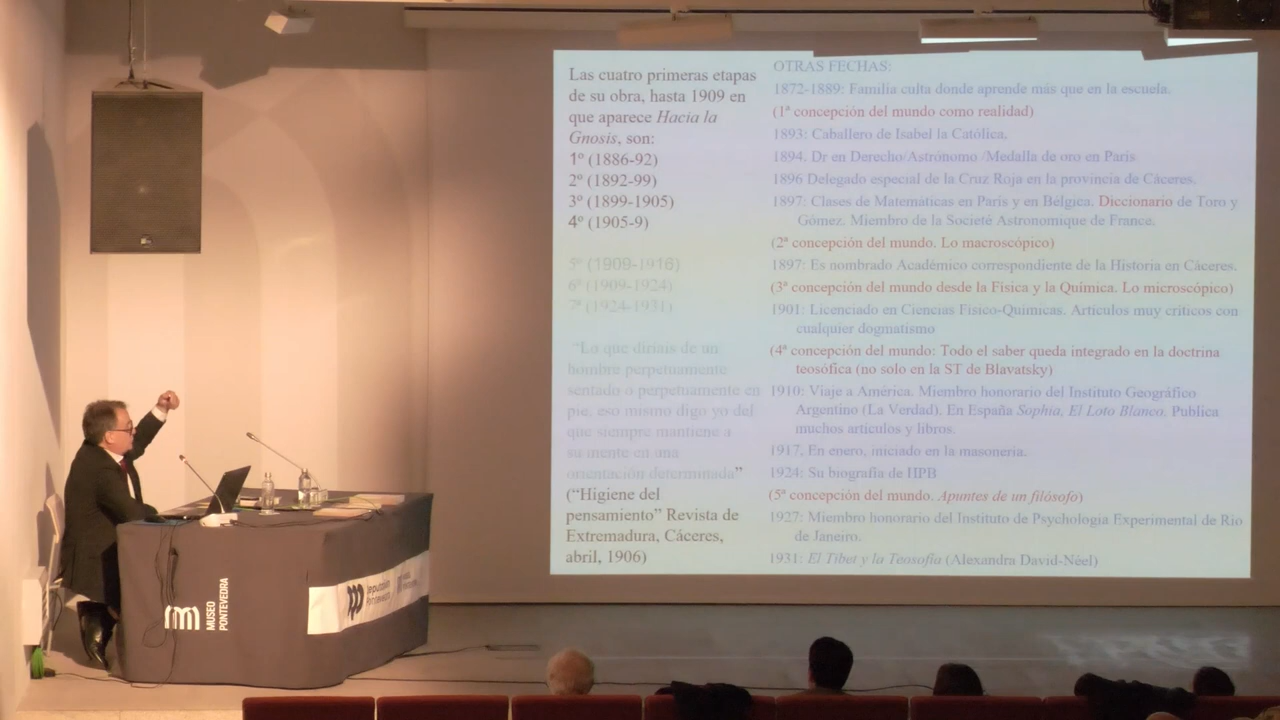 Las cuatro primeras etapas
de su obra, hasta 1909 en
que aparece Hacia la
Gnosis, son:
1º (1886-92)
2º (1892-99)
3º (1899-1905)
4º (1905-9)
5º (1909-1916)
6º (1909-1924)
7º (1924-1931)
“Lo que diríais de un
hombre perpetuamente
sentado o perpetuamente en
pie, eso mismo digo yo del
que siempre mantiene a
su mente en una
orientación determinada”
(“Higiene del
pensamiento” Revista de
Extremadura, Cáceres,
abril, 1906)
OTRAS FECHAS:
1872-1889: Familia culta donde aprende más que en la escuela.
(1ª concepción del mundo como realidad)
1893: Caballero de Isabel la Católica.
1894. Dr en Derecho/Astrónomo /Medalla de oro en París
1896 Delegado especial de la Cruz Roja en la provincia de Cáceres.
1897: Clases de Matemáticas en París y en Bélgica. Diccionario de Toro y
Gómez. Miembro de la Societé Astronomique de France.
(2ª concepción del mundo. Lo macroscópico)
1897: Es nombrado Académico correspondiente de la Historia en Cáceres.
(3ª concepción del mundo desde la Física y la Química. Lo microscópico)
1901: Licenciado en Ciencias Físico-Químicas. Artículos muy críticos con
cualquier dogmatismo
(4ª concepción del mundo: Todo el saber queda integrado en la doctrina
teosófica (no solo en la ST de Blavatsky)
1910: Viaje a América. Miembro honorario del Instituto Geográfico
Argentino (La Verdad). En España Sophia, El Loto Blanco. Publica
muchos artículos y libros.
1917, En enero, iniciado en la masonería.
1924: Su biografía de HPB
(5ª concepción del mundo. Apuntes de un filósofo)
1927: Miembro honorario del Instituto de Psychología Experimental de Rio
de Janeiro.
1931: El Tíbet y la Teosofía (Alexandra David-Néel)
MUSEO
PONTEVEDRA
Deputación
Pontevedra